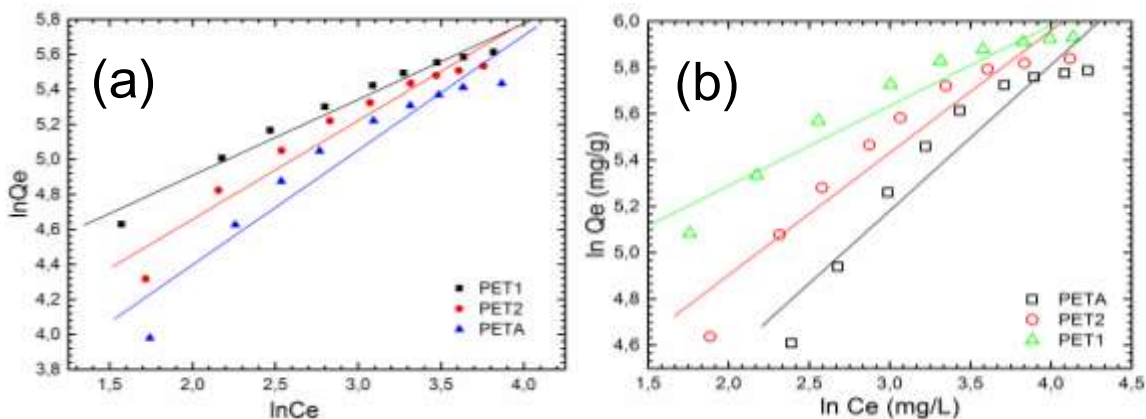 (a)
5,8
5,6
5,4
5,2
5,0
4,8
4,6
4,4
4,2
4,0
3,8
lnQe
PET1
PET2
PETA
1,5 2,0 2,5 3,0 3,5 4,0
lnCe
(b)
6,0
5,8
5,6
5,4
5,2
5,0
4,8
4,6
ln Qe (mg/g)
PETA
PET2
PET1
1,5 2,0 2,5 3,0 3,5 4,0 4,5
ln Ce (mg/L)